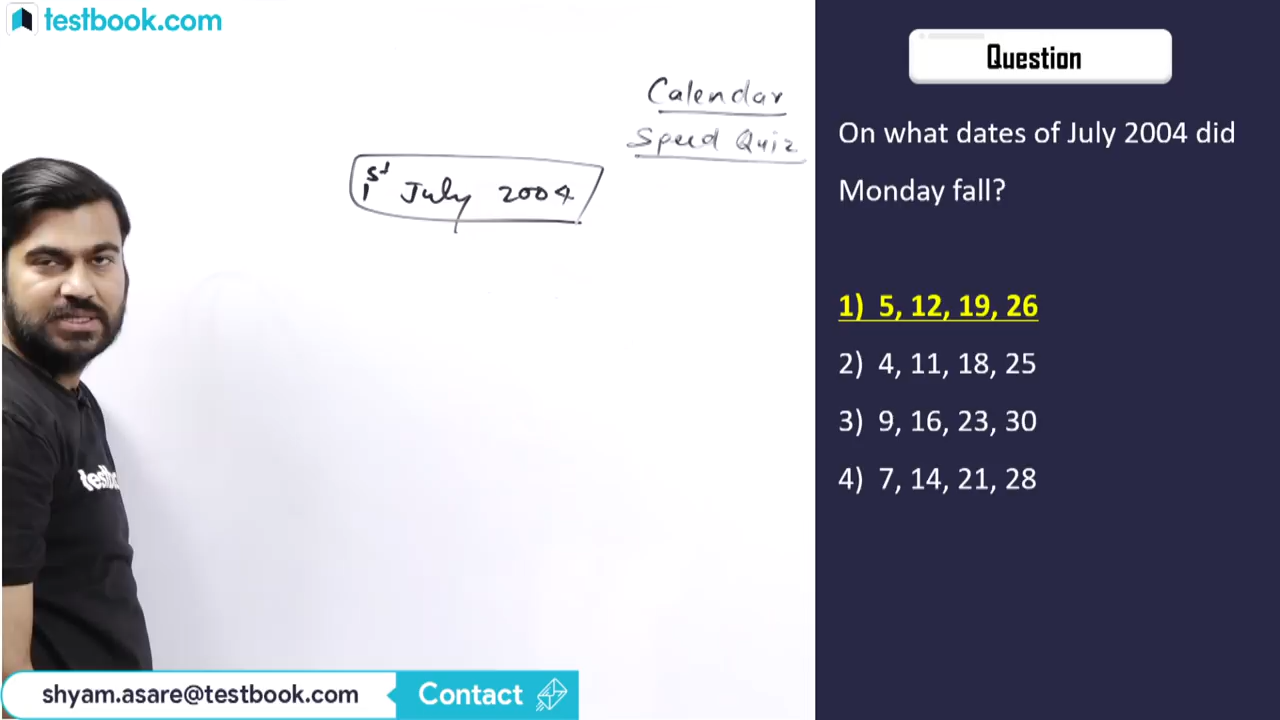 testbook.com
Calendar
Speed Quiz
1st July 2004
testbo
Question
On what dates of July 2004 did
Monday fall?
1) 5, 12, 19, 26
2) 4, 11, 18, 25
3) 9, 16, 23, 30
4) 7, 14, 21, 28
shyam.asare@testbook.com
Contact